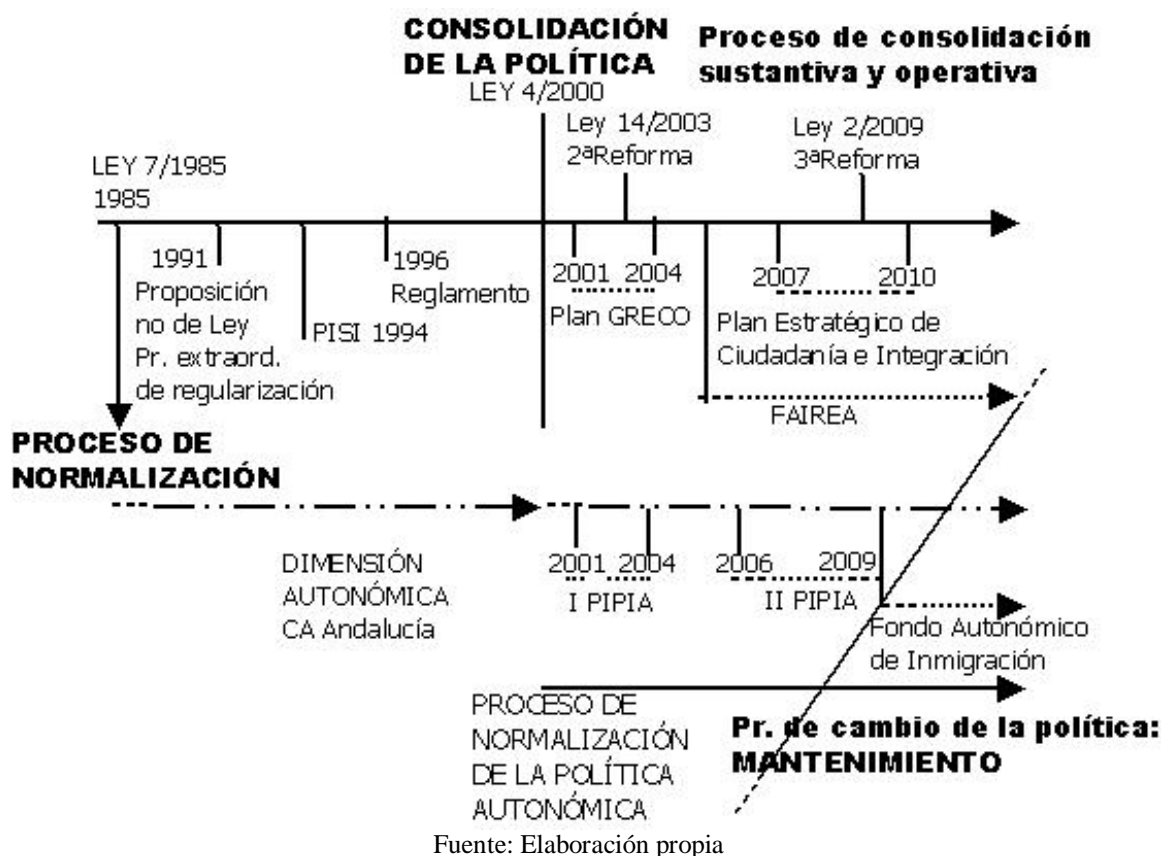 CONSOLIDACIÓN
DE LA POLÍTICA
Proceso de consolidación
sustantiva y operativa
LEY 4/2000
Ley 14/2003
2ªReforma
Ley 2/2009
3ªReforma
LEY 7/1985
1985
1991
Proposición
no de Ley
Pr. extraord.
de regularización
PISI 1994
1996
Reglamento
2001 2004
Plan GRECO
2007 2010
Plan Estratégico de
Ciudadanía e Integración
FAIREA
PROCESO DE
NORMALIZACIÓN
DIMENSIÓN
AUTONÓMICA
CA Andalucía
2001 2004
I PIPIA
2006 2009
II PIPIA
Fondo Autonómico
de Inmigración
PROCESO DE
NORMALIZACIÓN
DE LA POLÍTICA
AUTONÓMICA
Pr. de cambio de la política:
MANTENIMIENTO
Fuente: Elaboración propia